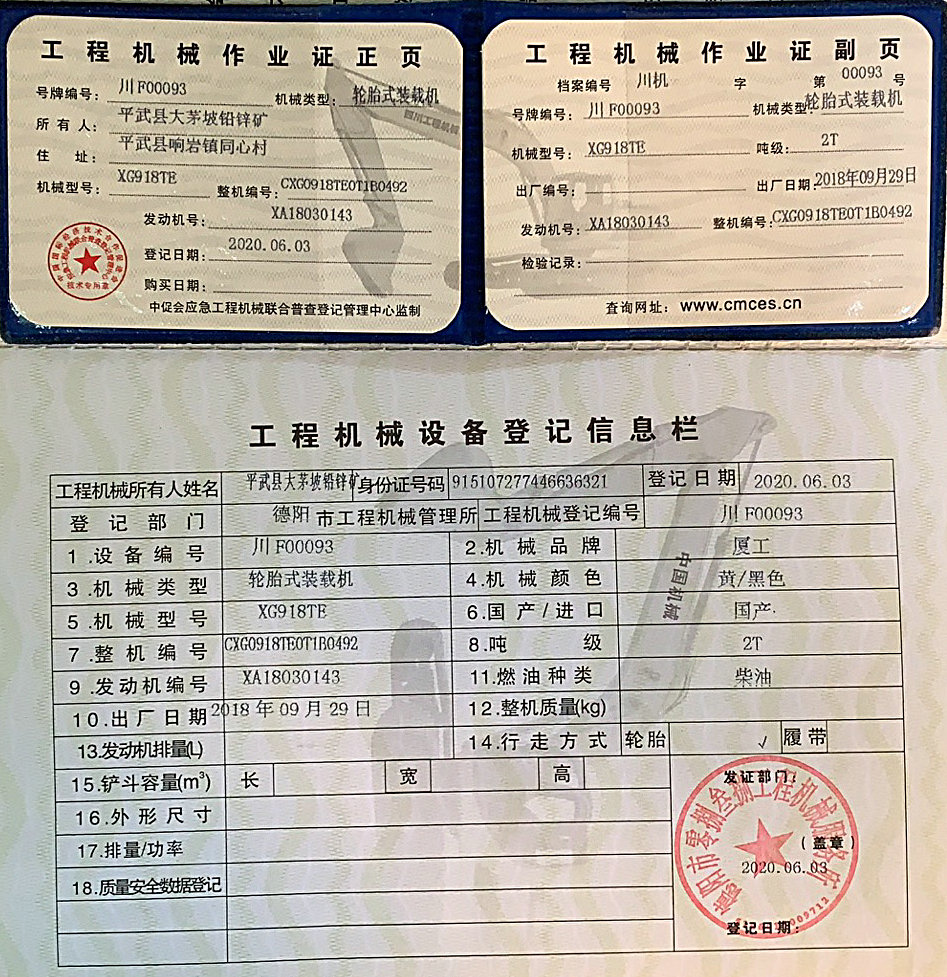 工程机械作业证正页
号牌编号：川F00093 机械类型：轮胎式装载机
所有人：平武县大茅坡铅锌矿
住址：平武县响岩镇同心村
机械型号：XG918TE 整机编号：CXG0918TE0T1B0492
发动机号：XA18030143
登记日期：2020.06.03
购买日期：
技术专用章
中促会应急工程机械联合普查登记管理中心监制
工程机械作业证副页
档案编号 川机 字 第 00093 号
号牌编号：川F00093 机械类型：轮胎式装载机
机械型号：XG918TE 吨级：2T
出厂编号： 出厂日期：2018年09月29日
发动机号：XA18030143 整机编号：CXG0918TE0T1B0492
检验记录：
查询网址：www.cmces.cn
四川工程机械
工程机械设备登记信息栏
工程机械所有人姓名 平武县大茅坡铅锌矿 身份证号码 915107277446636321 登记日期 2020.06.03
登记部门 德阳 市工程机械管理所 工程机械登记编号 川F00093
1.设备编号 川F00093 2.机械品牌 厦工
3.机械类型 轮胎式装载机 4.机械颜色 黄/黑色
5.机械型号 XG918TE 6.国产/进口 国产
7.整机编号 CXG0918TE0T1B0492 8.吨级 2T
9.发动机编号 XA18030143 11.燃油种类 柴油
10.出厂日期 2018年09月29日 12.整机质量(kg)
13.发动机排量(L) 14.行走方式 轮胎 √ 履带
15.铲斗容量(m³) 长 宽 高
16.外形尺寸
17.排量/功率
18.质量安全数据登记
中国机械
发证部门：
（盖章）
2020.06.03
登记日期：